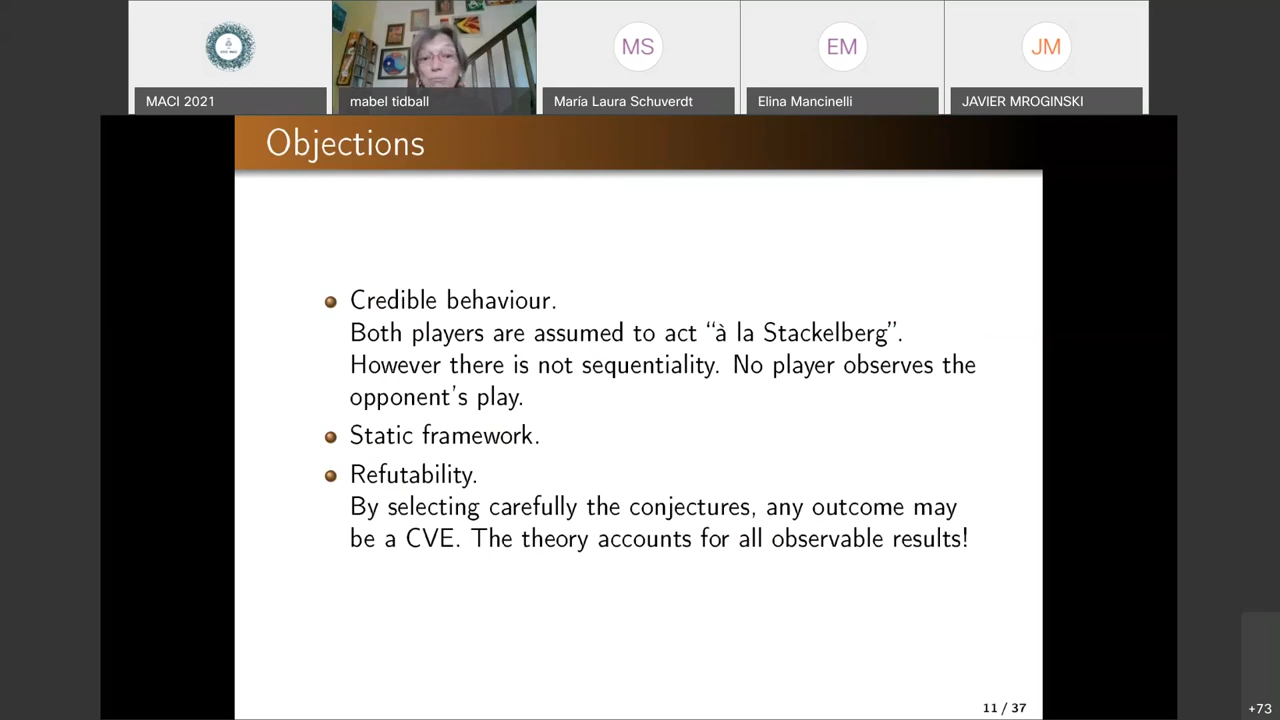 MS
EM
JM
MACI 2021
mabel tidball
María Laura Schuverdt
Elina Mancinelli
JAVIER MROGINSKI
Objections
Credible behaviour.
Both players are assumed to act “à la Stackelberg”.
However there is not sequentiality. No player observes the
opponent's play.
Static framework.
Refutability.
By selecting carefully the conjectures, any outcome may
be a CVE. The theory accounts for all observable results!
11 / 37
+73